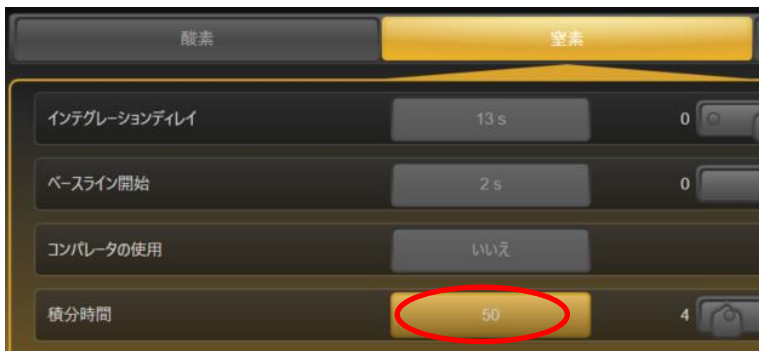 酸素 窒素
インテグレーションディレイ 13 s 0
ベースライン開始 2 s 0
コンパレータの使用 いいえ
積分時間 50 4